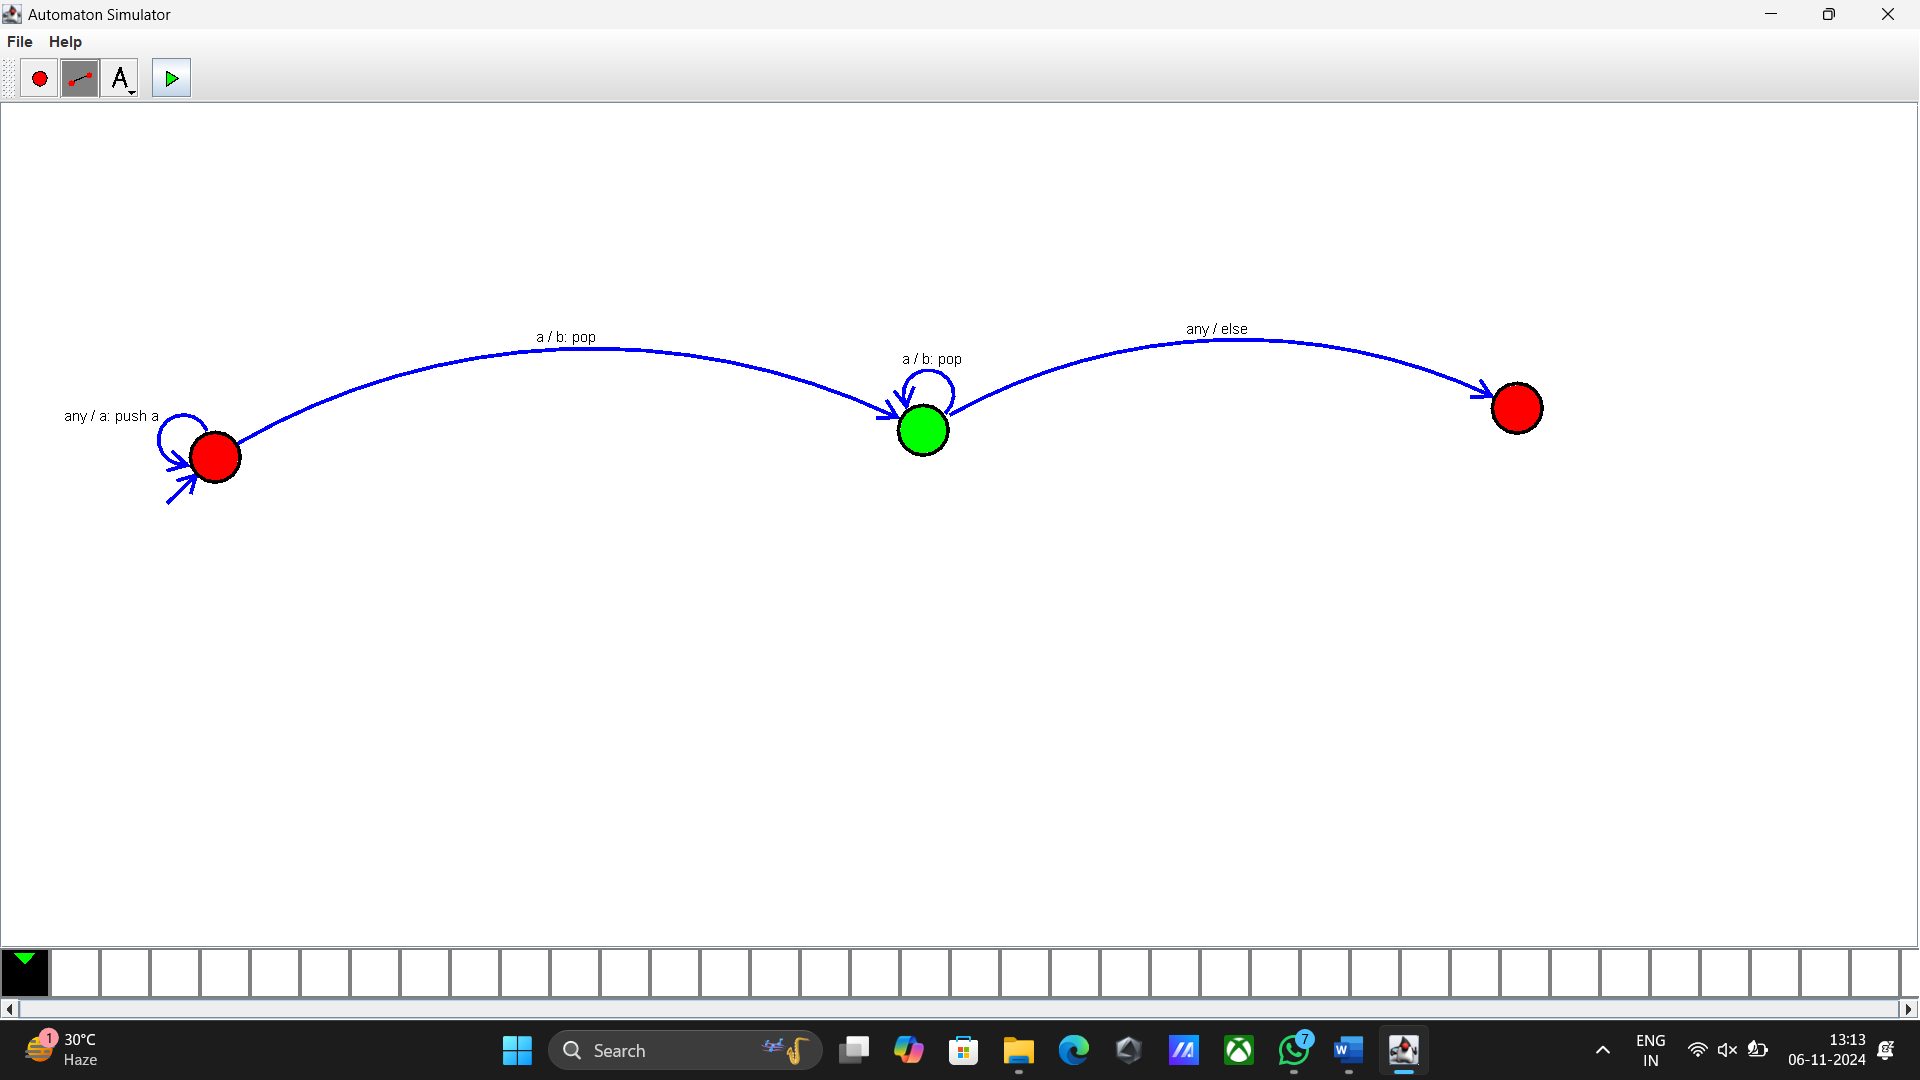 Automaton Simulator
File Help
A
any / else
a / b: pop
a / b: pop
any / a: push a
1
30°C
Haze
Search
7
ENG
IN
13:13
06-11-2024